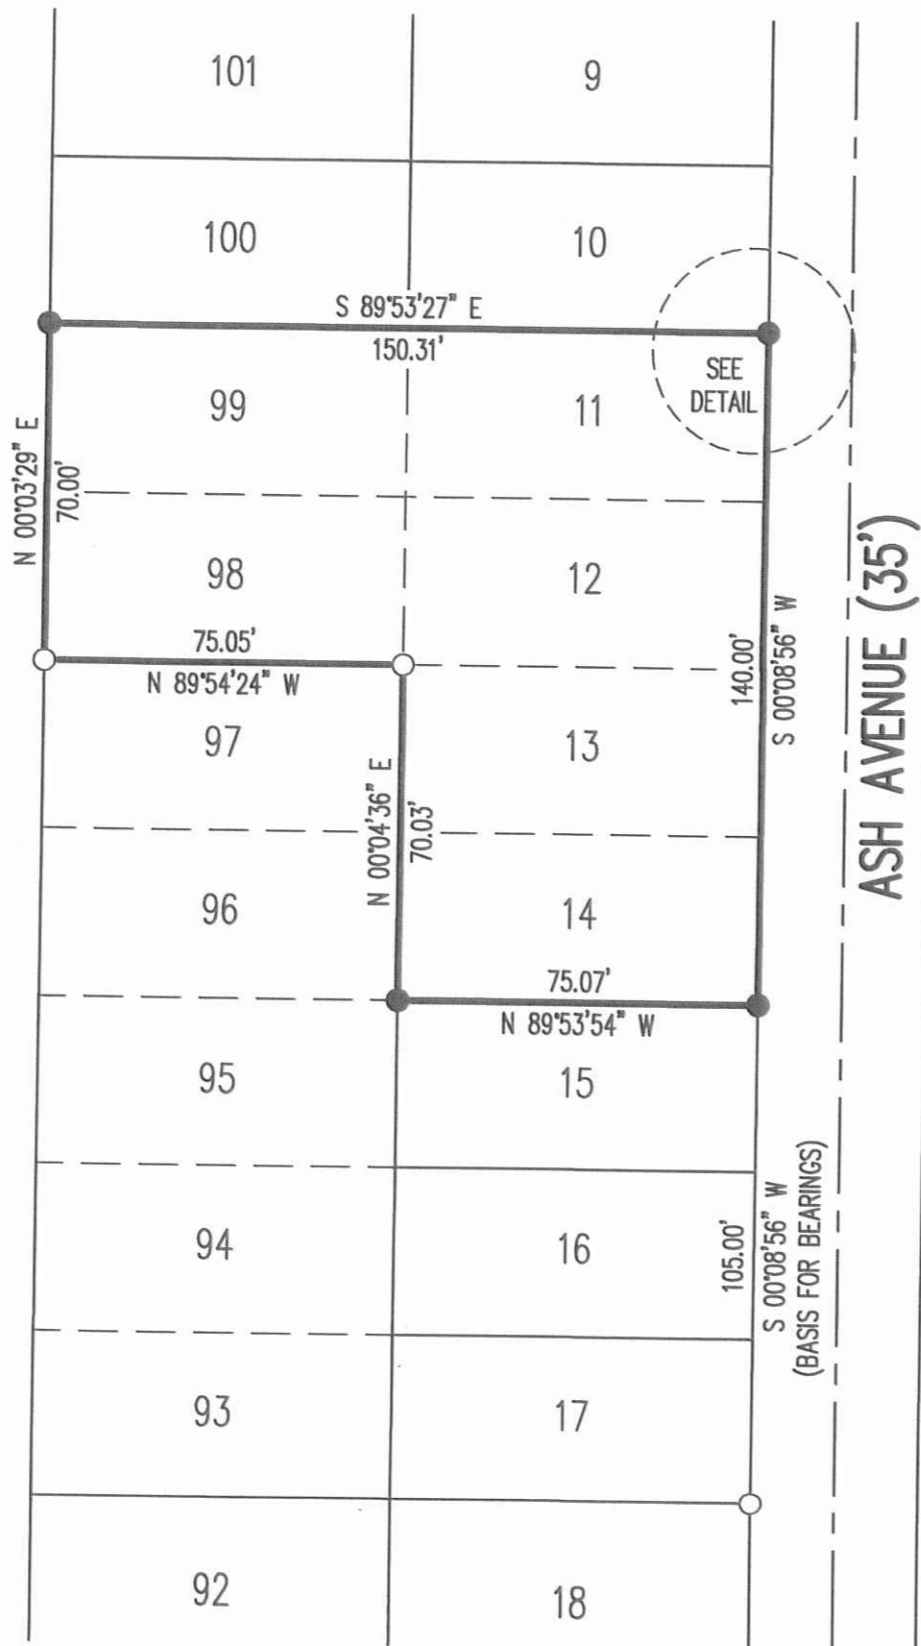 101
9
100
10
S 89°53'27" E
150.31'
SEE
DETAIL
99
11
N 00°03'29" E
70.00'
98
12
75.05'
N 89°54'24" W
140.00'
S 00°08'56" W
ASH AVENUE (35')
97
13
N 00°04'36" E
70.03'
96
14
75.07'
N 89°53'54" W
95
15
94
16
105.00'
S 00°08'56" W
(BASIS FOR BEARINGS)
93
17
92
18